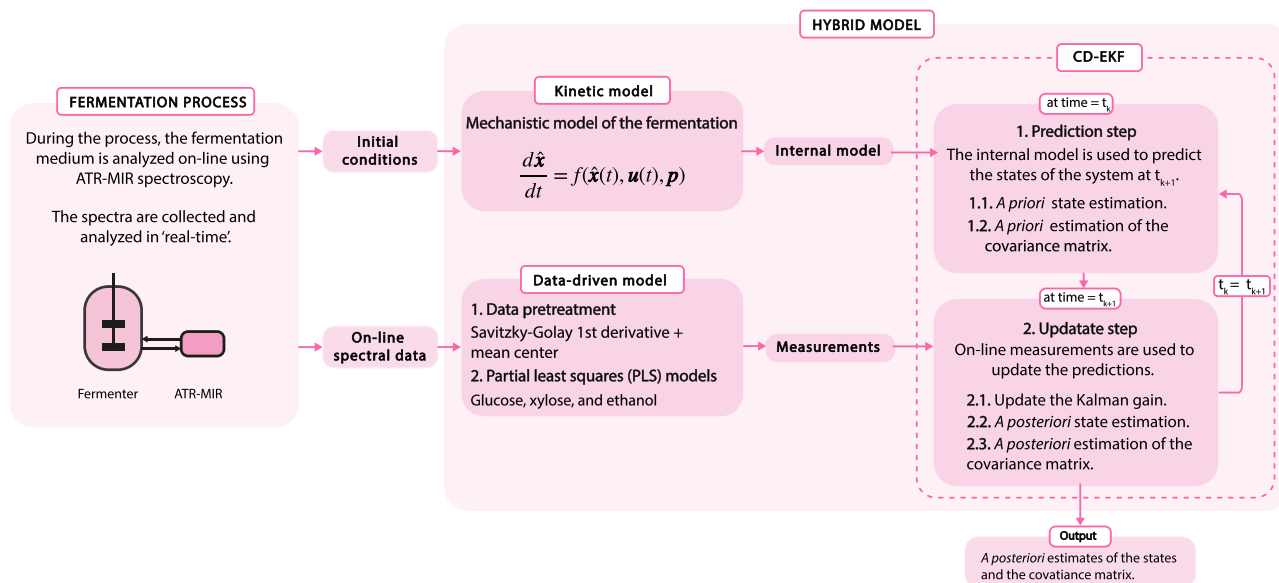 HYBRID MODEL
FERMENTATION PROCESS
During the process, the fermentation
medium is analyzed on-line using
ATR-MIR spectroscopy.
The spectra are collected and
analyzed in ‘real-time’.
Fermenter
ATR-MIR
Initial
conditions
On-line
spectral data
Kinetic model
Mechanistic model of the fermentation
dx̂/dt = f(x̂(t), u(t), p)
Internal model
Data-driven model
1. Data pretreatment
Savitzky-Golay 1st derivative +
mean center
2. Partial least squares (PLS) models
Glucose, xylose, and ethanol
Measurements
CD-EKF
at time = tₖ
1. Prediction step
The internal model is used to predict
the states of the system at tₖ₊₁.
1.1. A priori state estimation.
1.2. A priori estimation of the
covariance matrix.
tₖ = tₖ₊₁
at time = tₖ₊₁
2. Updatate step
On-line measurements are used to
update the predictions.
2.1. Update the Kalman gain.
2.2. A posteriori state estimation.
2.3. A posteriori estimation of the
covariance matrix.
Output
A posteriori estimates of the states
and the covatiance matrix.